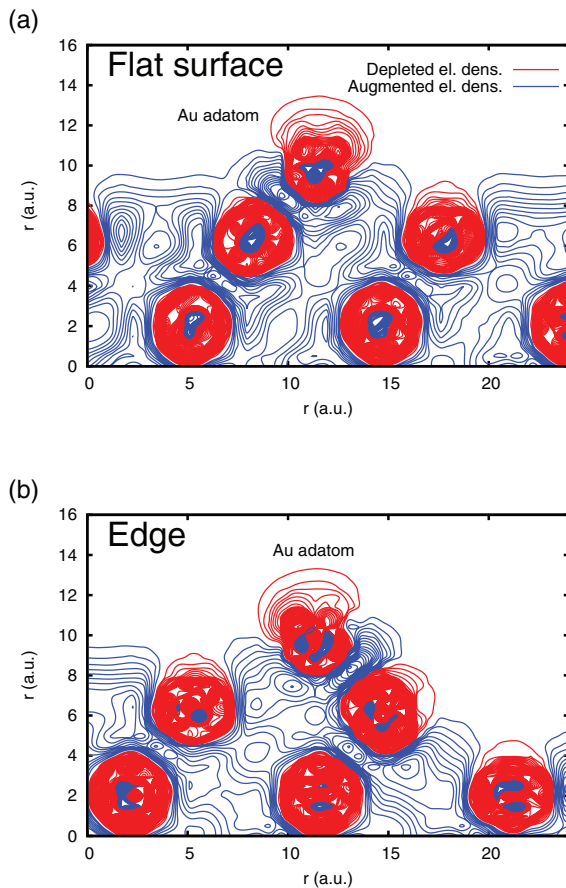 (a)
Flat surface
Depleted el. dens.
Augmented el. dens.
Au adatom
r (a.u.)
16
14
12
10
8
6
4
2
0
0 5 10 15 20
r (a.u.)
(b)
Edge
Au adatom
r (a.u.)
16
14
12
10
8
6
4
2
0
0 5 10 15 20
r (a.u.)